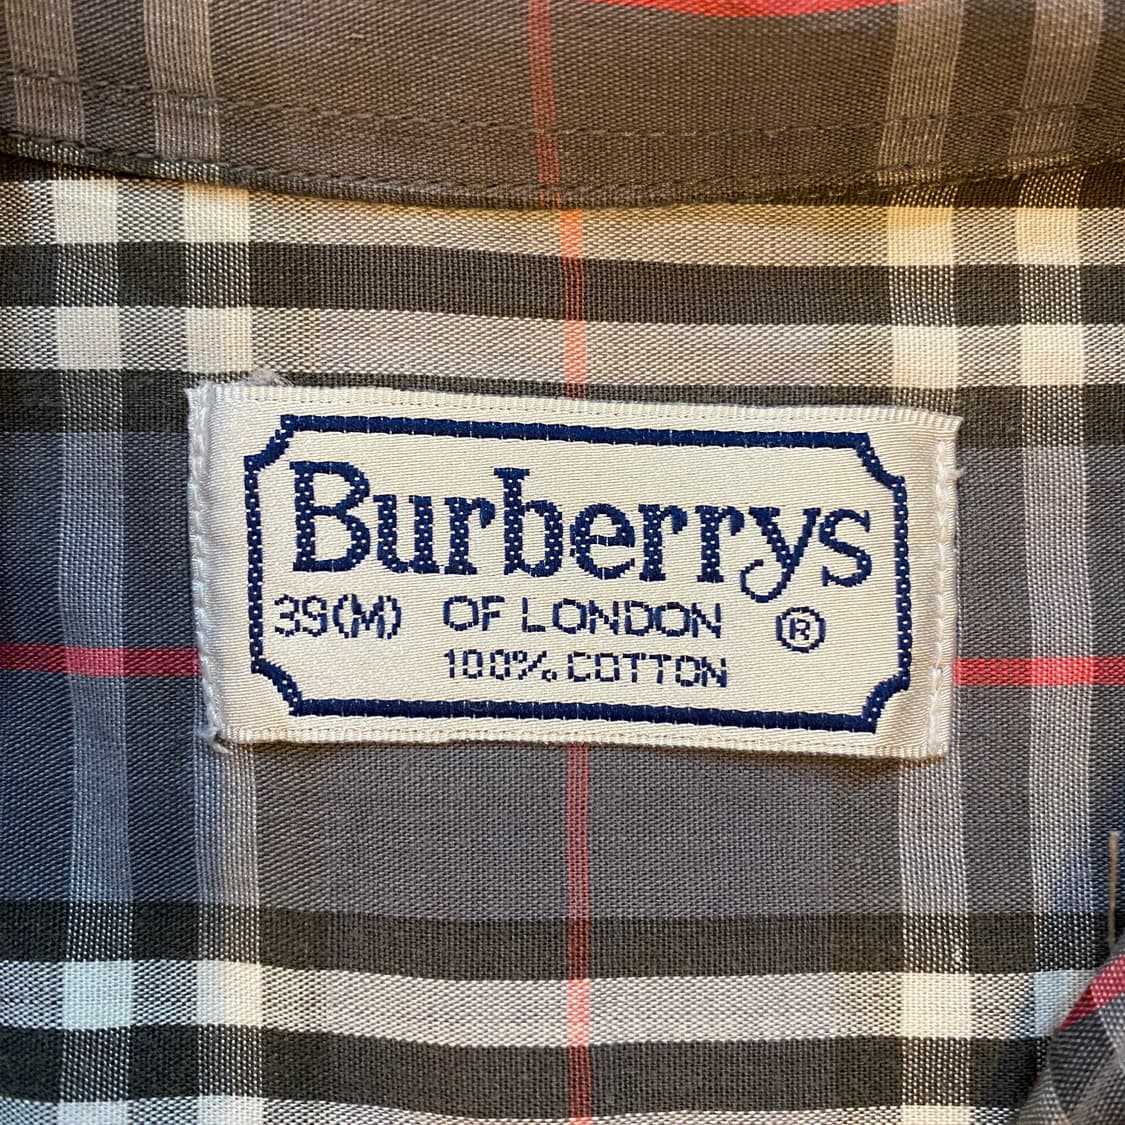 Burberrys
39(M) OF LONDON ®
100% COTTON